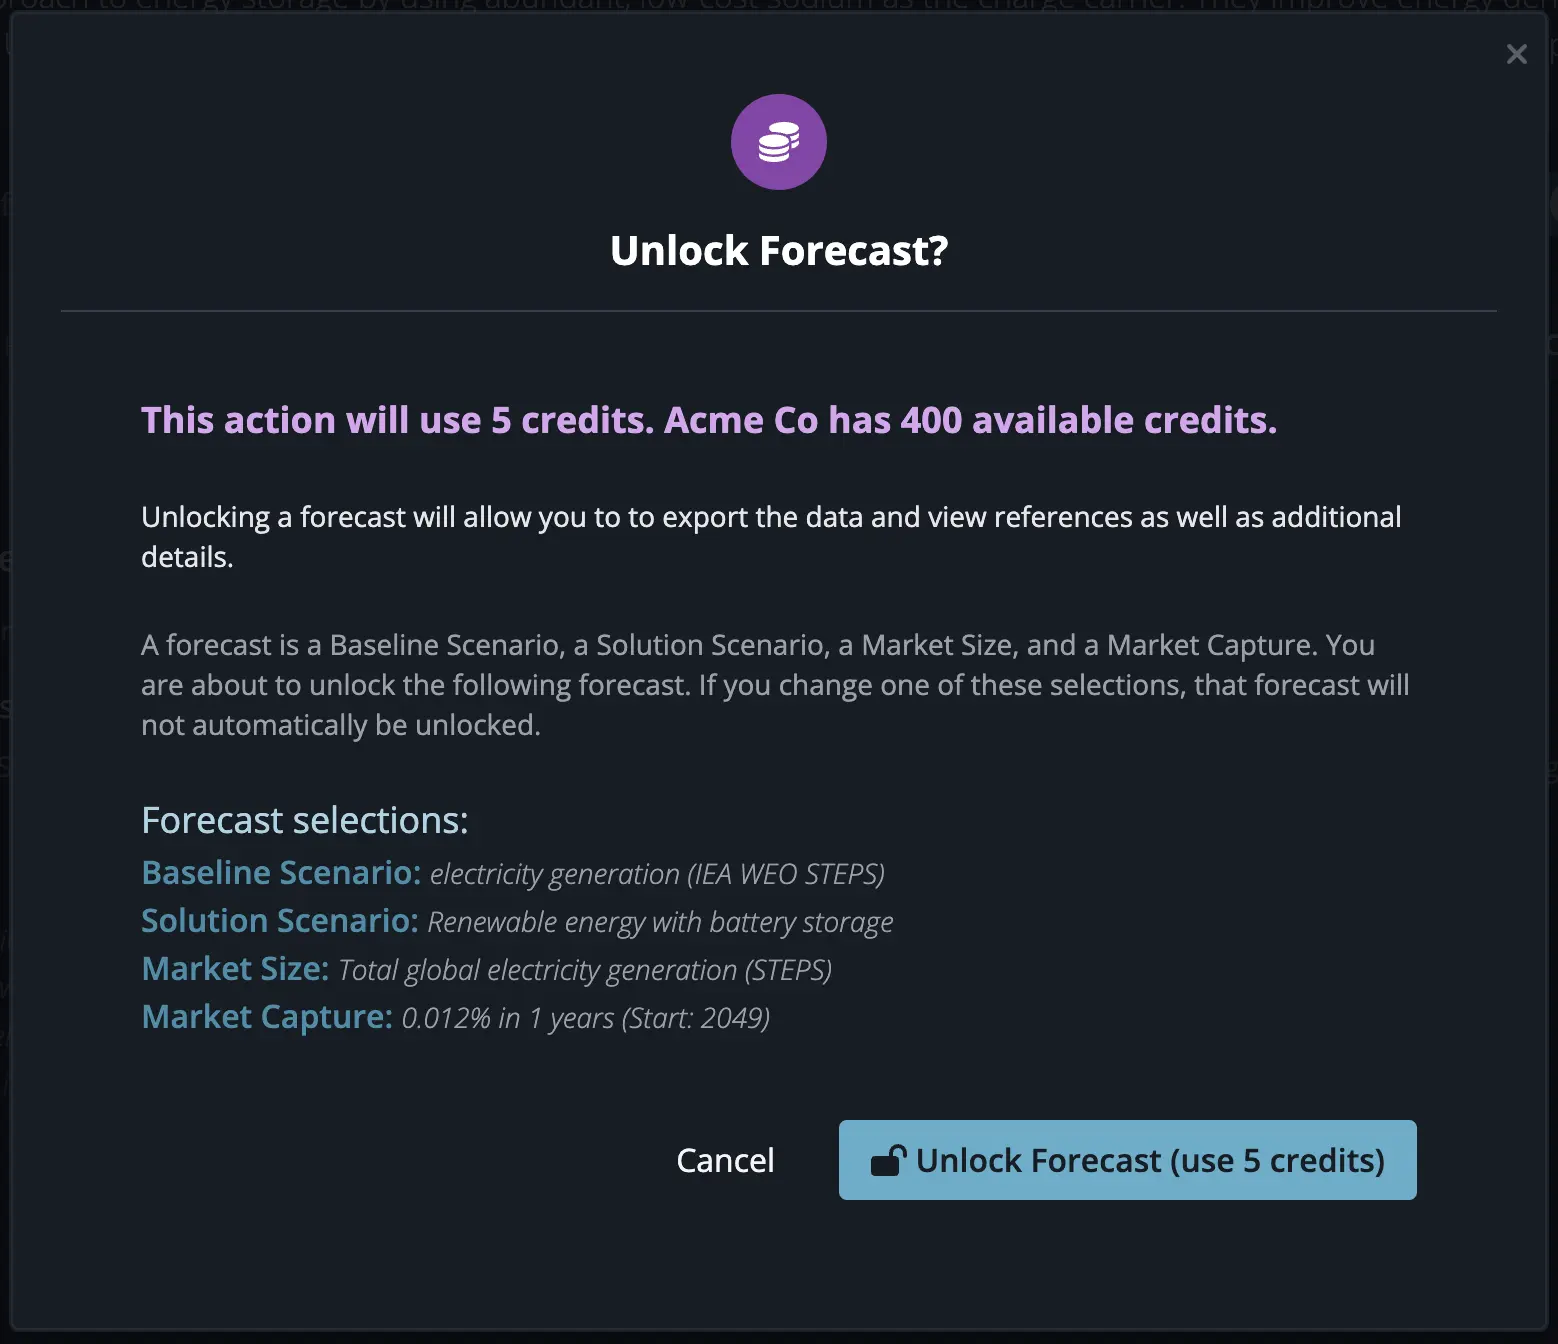 Unlock Forecast?
This action will use 5 credits. Acme Co has 400 available credits.
Unlocking a forecast will allow you to to export the data and view references as well as additional
details.
A forecast is a Baseline Scenario, a Solution Scenario, a Market Size, and a Market Capture. You
are about to unlock the following forecast. If you change one of these selections, that forecast will
not automatically be unlocked.
Forecast selections:
Baseline Scenario: electricity generation (IEA WEO STEPS)
Solution Scenario: Renewable energy with battery storage
Market Size: Total global electricity generation (STEPS)
Market Capture: 0.012% in 1 years (Start: 2049)
Cancel
Unlock Forecast (use 5 credits)